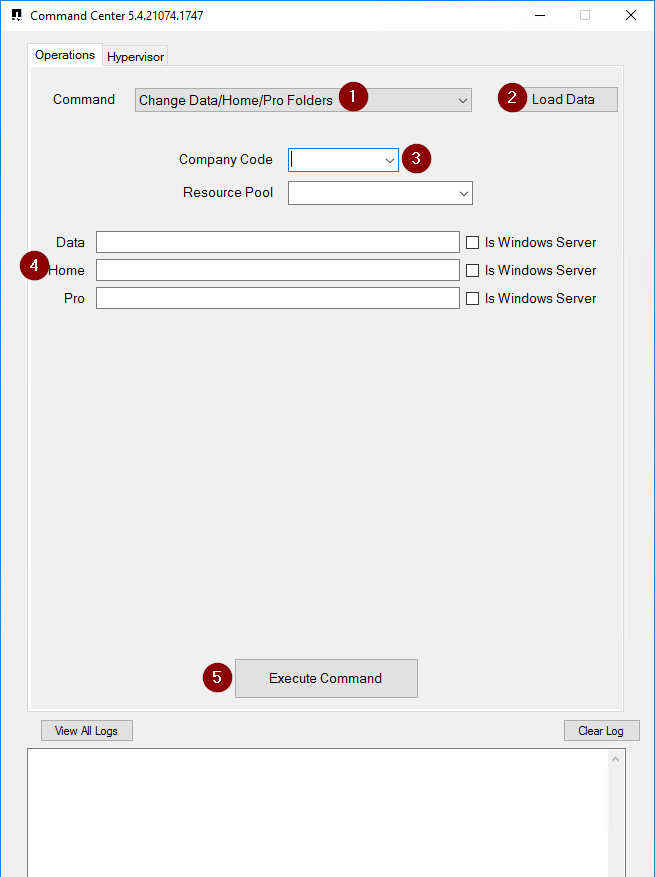 Command Center 5.4.21074.1747
Operations Hypervisor
Command Change Data/Home/Pro Folders 1 2 Load Data
Company Code 3
Resource Pool
Data Is Windows Server
4 Home Is Windows Server
Pro Is Windows Server
5 Execute Command
View All Logs Clear Log